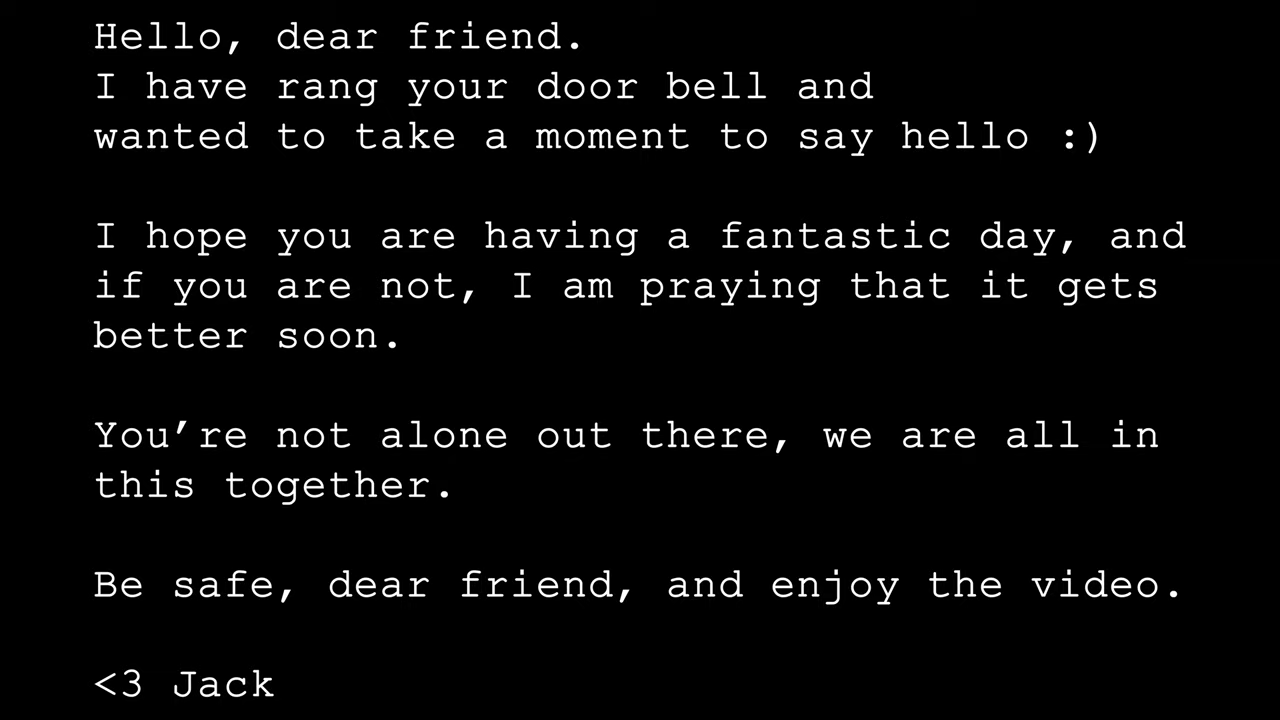 Hello, dear friend.
I have rang your door bell and
wanted to take a moment to say hello :)
I hope you are having a fantastic day, and
if you are not, I am praying that it gets
better soon.
You’re not alone out there, we are all in
this together.
Be safe, dear friend, and enjoy the video.
<3 Jack